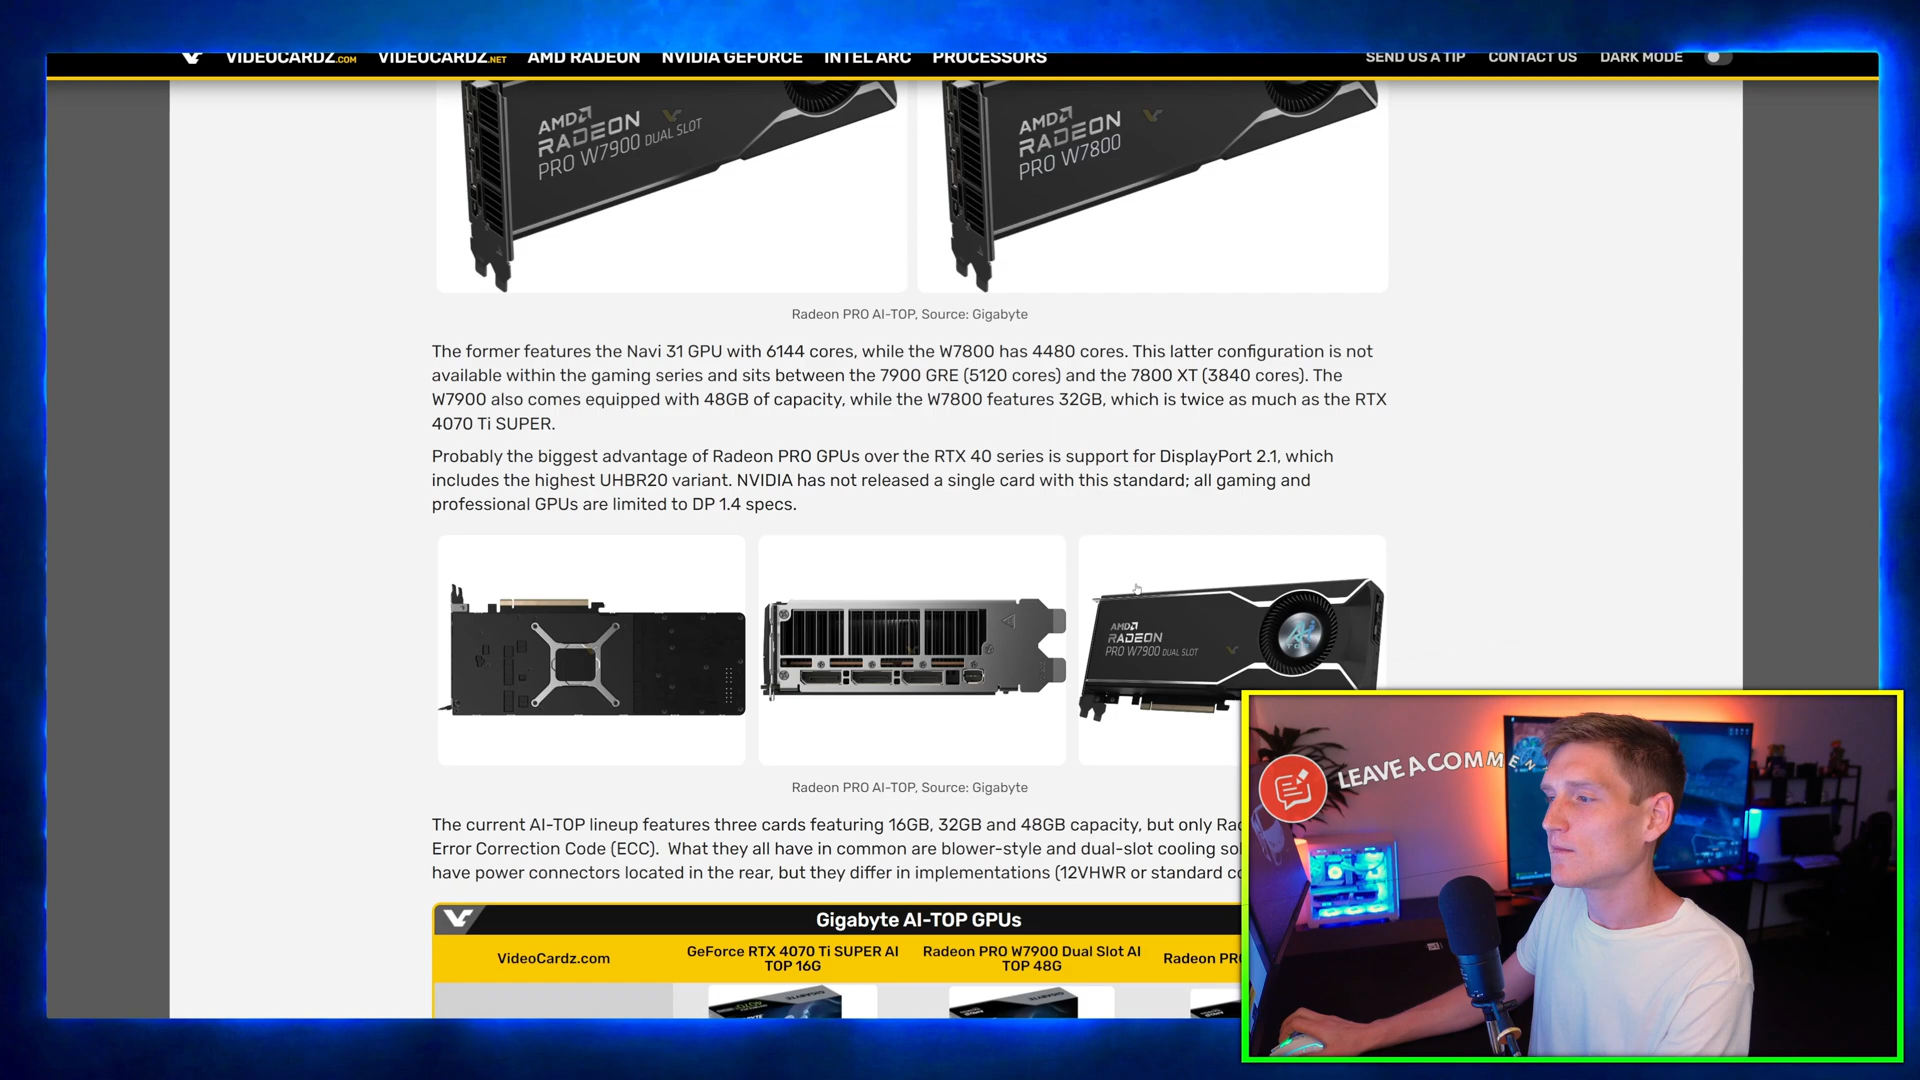 VIDEOCARDZ.COM VIDEOCARDZ.NET AMD RADEON NVIDIA GEFORCE INTEL ARC PROCESSORS SEND US A TIP CONTACT US DARK MODE
AMD
RADEON
PRO W7900 DUAL SLOT
AMD
RADEON
PRO W7800
Radeon PRO AI-TOP, Source: Gigabyte
The former features the Navi 31 GPU with 6144 cores, while the W7800 has 4480 cores. This latter configuration is not
available within the gaming series and sits between the 7900 GRE (5120 cores) and the 7800 XT (3840 cores). The
W7900 also comes equipped with 48GB of capacity, while the W7800 features 32GB, which is twice as much as the RTX
4070 Ti SUPER.
Probably the biggest advantage of Radeon PRO GPUs over the RTX 40 series is support for DisplayPort 2.1, which
includes the highest UHBR20 variant. NVIDIA has not released a single card with this standard; all gaming and
professional GPUs are limited to DP 1.4 specs.
AMD
RADEON
PRO W7900 DUAL SLOT
Radeon PRO AI-TOP, Source: Gigabyte
The current AI-TOP lineup features three cards featuring 16GB, 32GB and 48GB capacity, but only Ra
Error Correction Code (ECC). What they all have in common are blower-style and dual-slot cooling sol
have power connectors located in the rear, but they differ in implementations (12VHWR or standard co
Gigabyte AI-TOP GPUs
VideoCardz.com
GeForce RTX 4070 Ti SUPER AI
TOP 16G
Radeon PRO W7900 Dual Slot AI
TOP 48G
Radeon PR
LEAVE A COMMEN